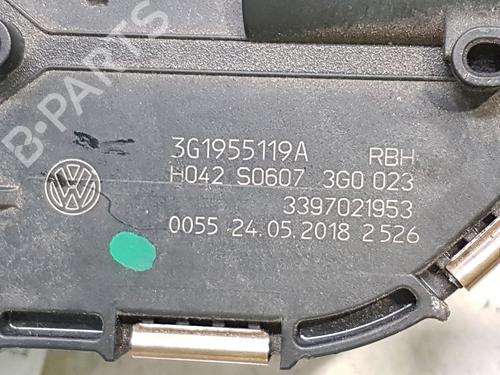 B-PARTS
3G1955119A RBH
H042 S0607 3G0 023
3397021953
0055 24.05.2018 2526